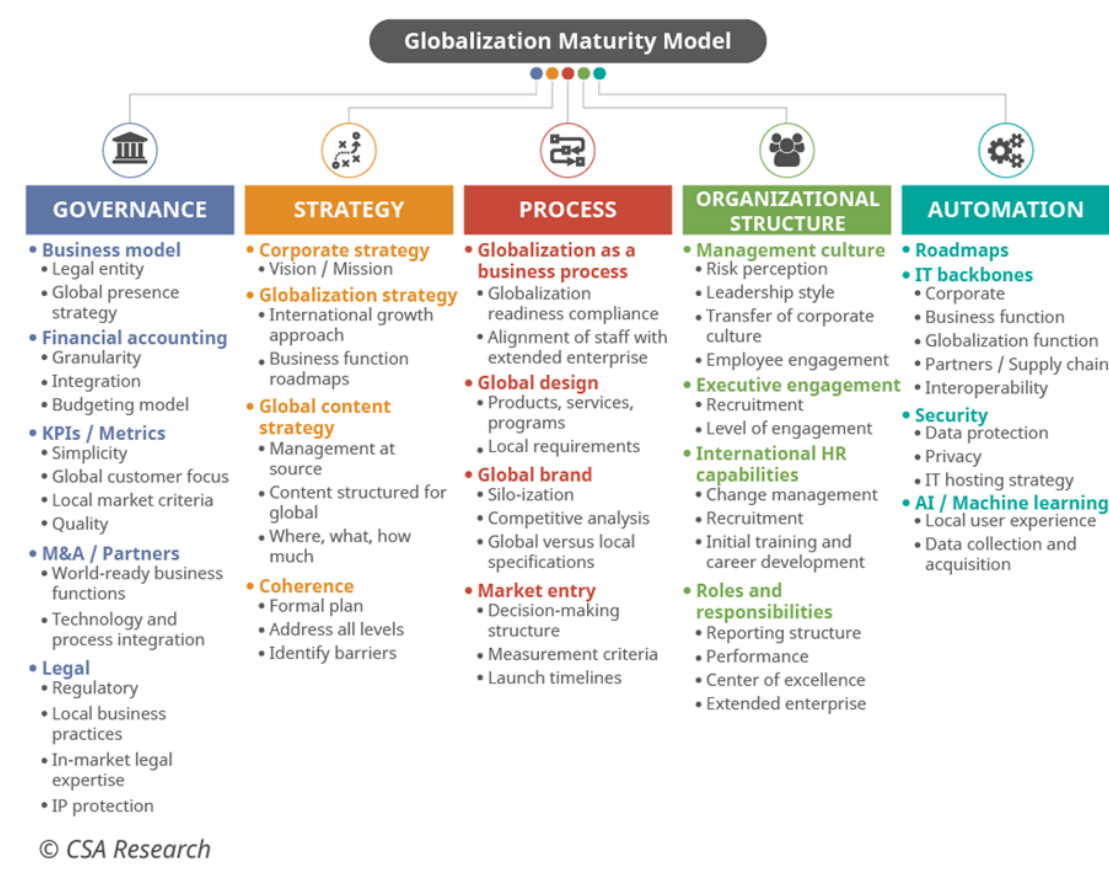 Globalization Maturity Model
GOVERNANCE
• Business model
• Legal entity
• Global presence
strategy
• Financial accounting
• Granularity
• Integration
• Budgeting model
• KPIs / Metrics
• Simplicity
• Global customer focus
• Local market criteria
• Quality
• M&A / Partners
• World-ready business
functions
• Technology and
process integration
• Legal
• Regulatory
• Local business
practices
• In-market legal
expertise
• IP protection
STRATEGY
• Corporate strategy
• Vision / Mission
• Globalization strategy
• International growth
approach
• Business function
roadmaps
• Global content
strategy
• Management at
source
• Content structured for
global
• Where, what, how
much
• Coherence
• Formal plan
• Address all levels
• Identify barriers
PROCESS
• Globalization as a
business process
• Globalization
readiness compliance
• Alignment of staff with
extended enterprise
• Global design
• Products, services,
programs
• Local requirements
• Global brand
• Silo-ization
• Competitive analysis
• Global versus local
specifications
• Market entry
• Decision-making
structure
• Measurement criteria
• Launch timelines
ORGANIZATIONAL
STRUCTURE
• Management culture
• Risk perception
• Leadership style
• Transfer of corporate
culture
• Employee engagement
• Executive engagement
• Recruitment
• Level of engagement
• International HR
capabilities
• Change management
• Recruitment
• Initial training and
career development
• Roles and
responsibilities
• Reporting structure
• Performance
• Center of excellence
• Extended enterprise
AUTOMATION
• Roadmaps
• IT backbones
• Corporate
• Business function
• Globalization function
• Partners / Supply chain
• Interoperability
• Security
• Data protection
• Privacy
• IT hosting strategy
• AI / Machine learning
• Local user experience
• Data collection and
acquisition
© CSA Research